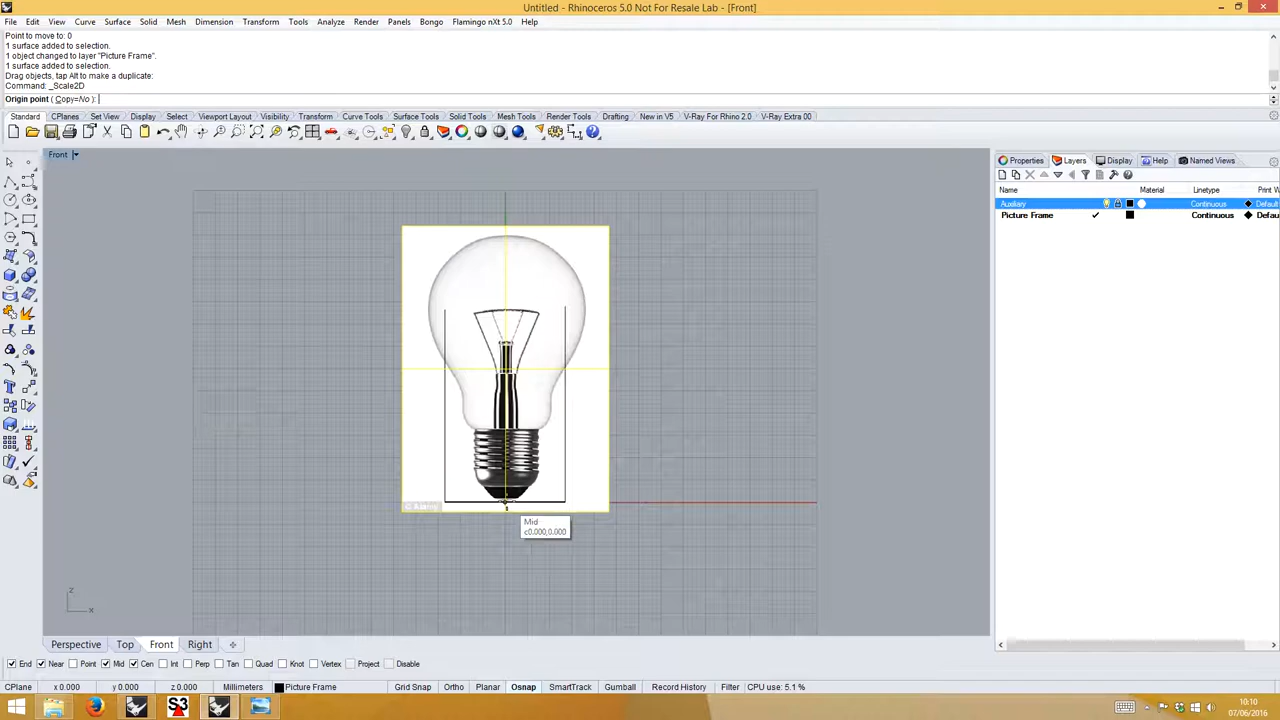 Untitled - Rhinoceros 5.0 Not For Resale Lab - [Front]
File Edit View Curve Surface Solid Mesh Dimension Transform Tools Analyze Render Panels Bongo Flamingo nXt 5.0 Help
Point to move to: 0
1 surface added to selection.
1 object changed to layer "Picture Frame".
1 surface added to selection.
Drag objects, tap Alt to make a duplicate:
Command: _Scale2D
Origin point ( Copy=No ):
Standard CPlanes Set View Display Select Viewport Layout Visibility Transform Curve Tools Surface Tools Solid Tools Mesh Tools Render Tools Drafting New in V5 V-Ray For Rhino 2.0 V-Ray Extra 00
Front
Properties Layers Display Help Named Views
Name Material Linetype Print W
Auxiliary Continuous Default
Picture Frame Continuous Defau
Mid
c0.000,0.000
z
x
Perspective Top Front Right
End Near Point Mid Cen Int Perp Tan Quad Knot Vertex Project Disable
CPlane x 0.000 y 0.000 z 0.000 Millimeters Picture Frame Grid Snap Ortho Planar Osnap SmartTrack Gumball Record History Filter CPU use: 5.1 %
S3
10:10
07/06/2016